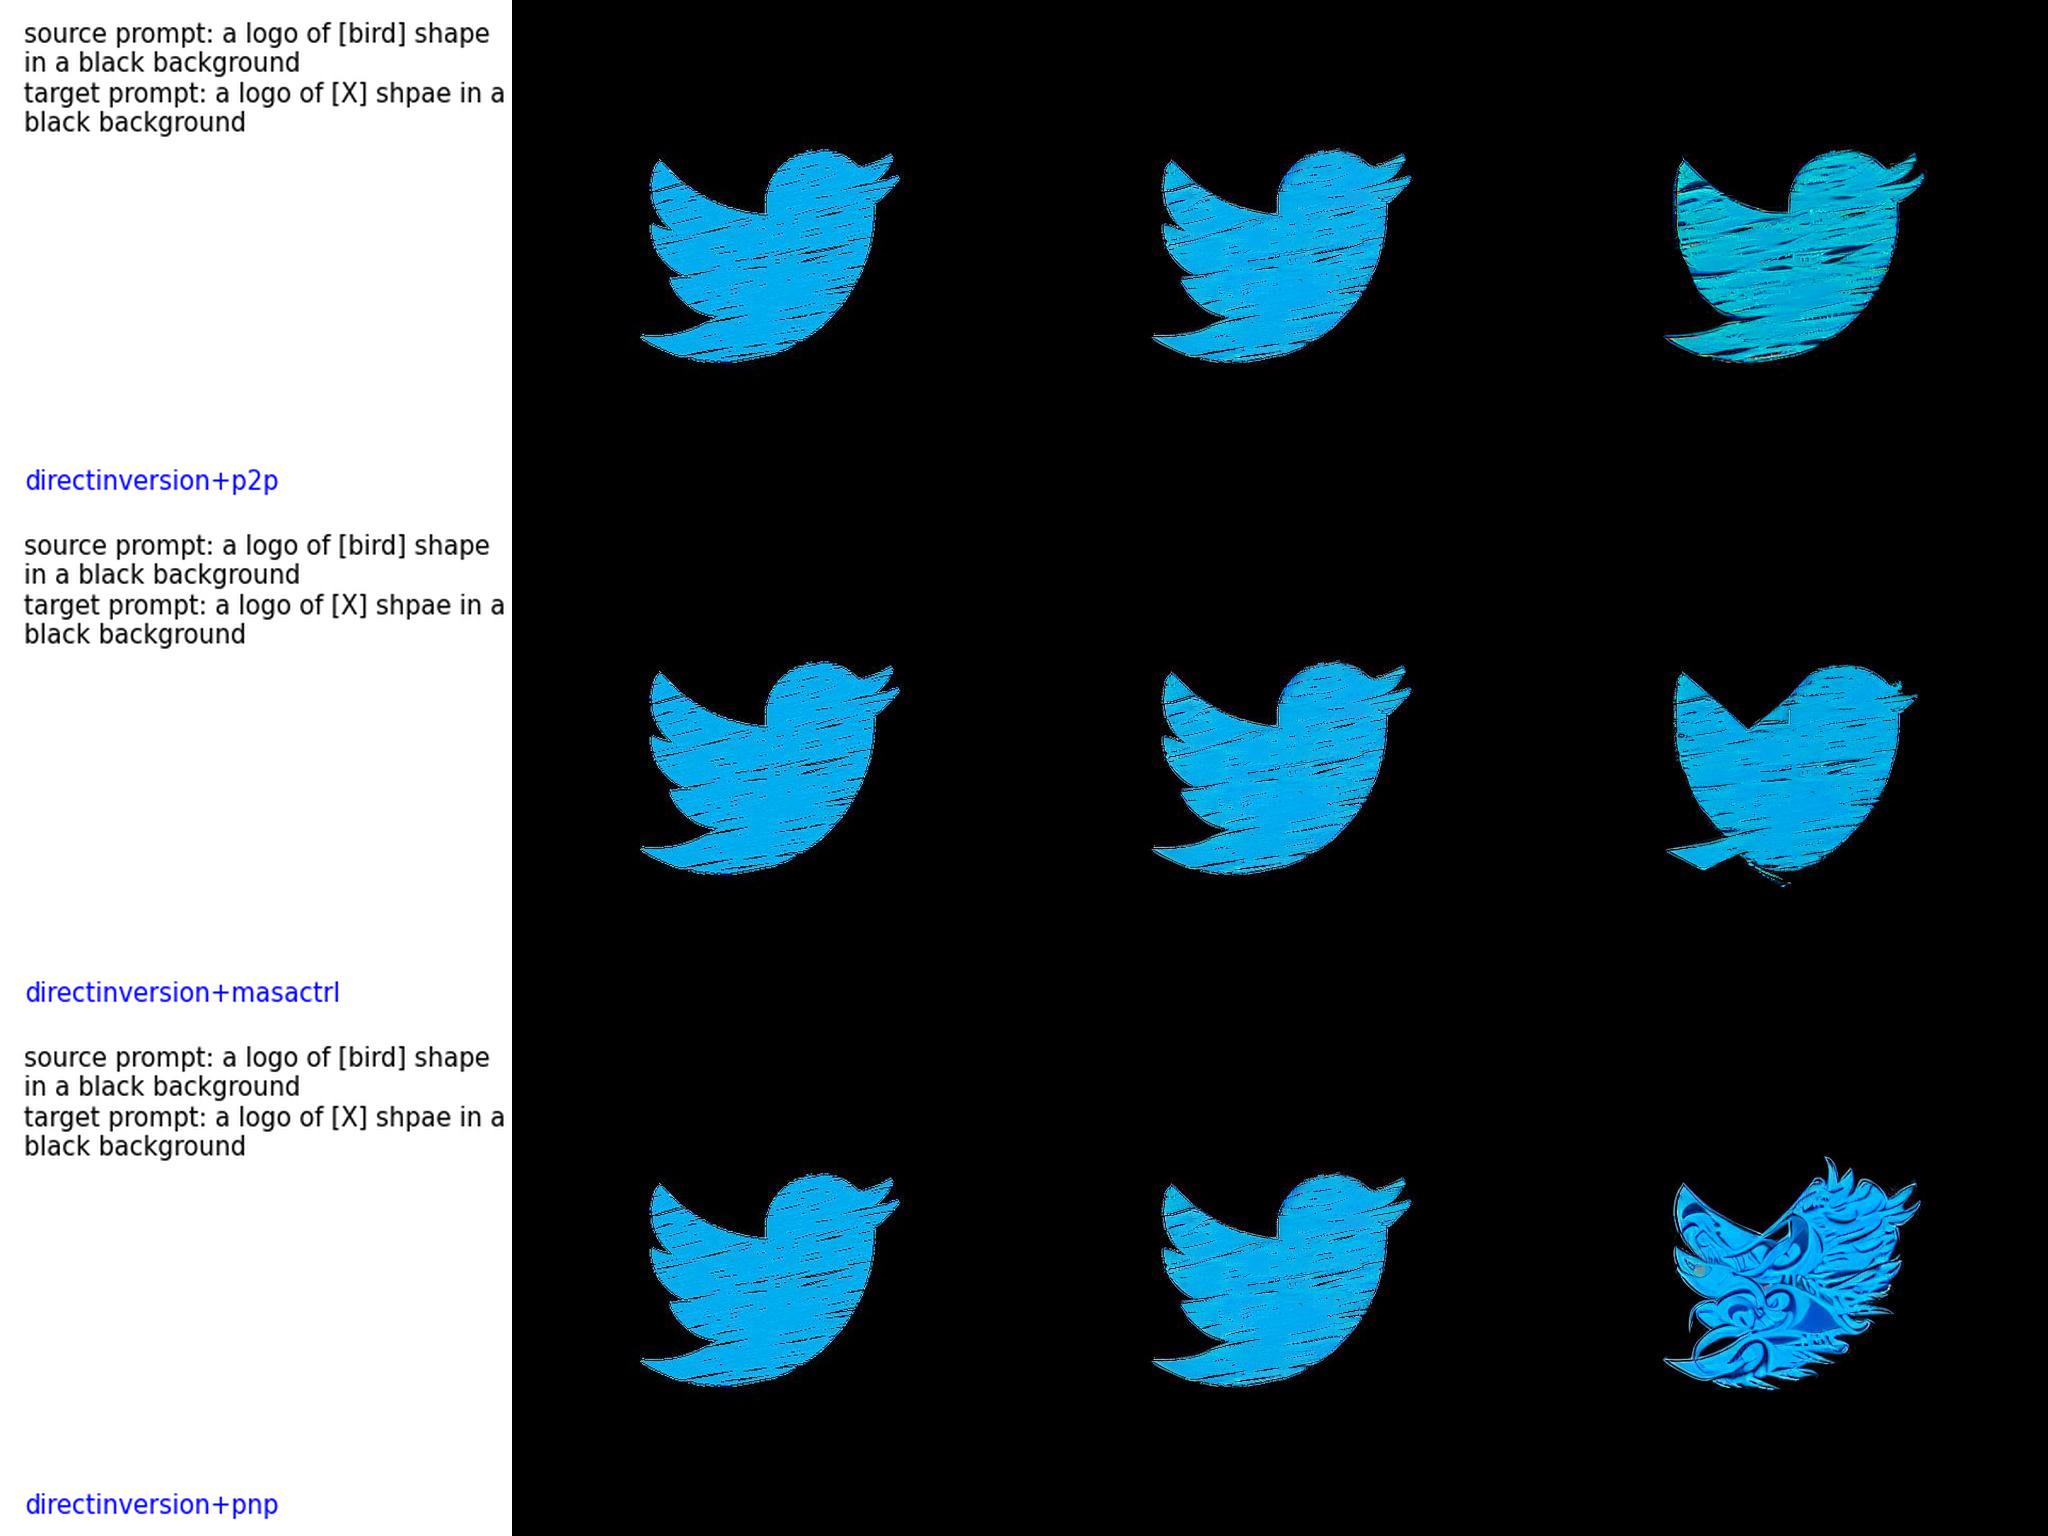 source prompt: a logo of [bird] shape
in a black background
target prompt: a logo of [X] shpae in a
black background
directinversion+p2p
source prompt: a logo of [bird] shape
in a black background
target prompt: a logo of [X] shpae in a
black background
directinversion+masactrl
source prompt: a logo of [bird] shape
in a black background
target prompt: a logo of [X] shpae in a
black background
directinversion+pnp